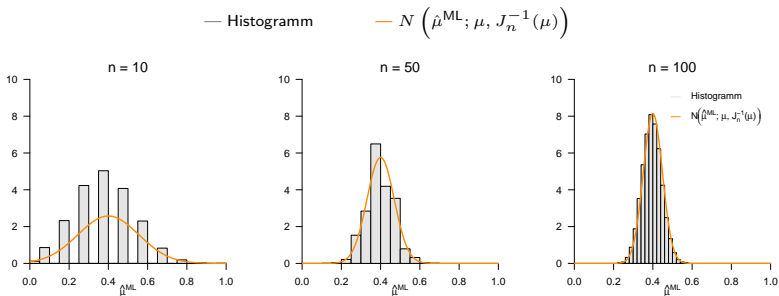 — Histogramm — N (μ̂^ML; μ, J_n^−1(μ))
n = 10
10
8
6
4
2
0
0.0 0.2 0.4 0.6 0.8 1.0
μ̂^ML
n = 50
10
8
6
4
2
0
0.0 0.2 0.4 0.6 0.8 1.0
μ̂^ML
n = 100
10
8
6
4
2
0
Histogramm
N(μ̂^ML; μ, J_n^−1(μ))
0.0 0.2 0.4 0.6 0.8 1.0
μ̂^ML